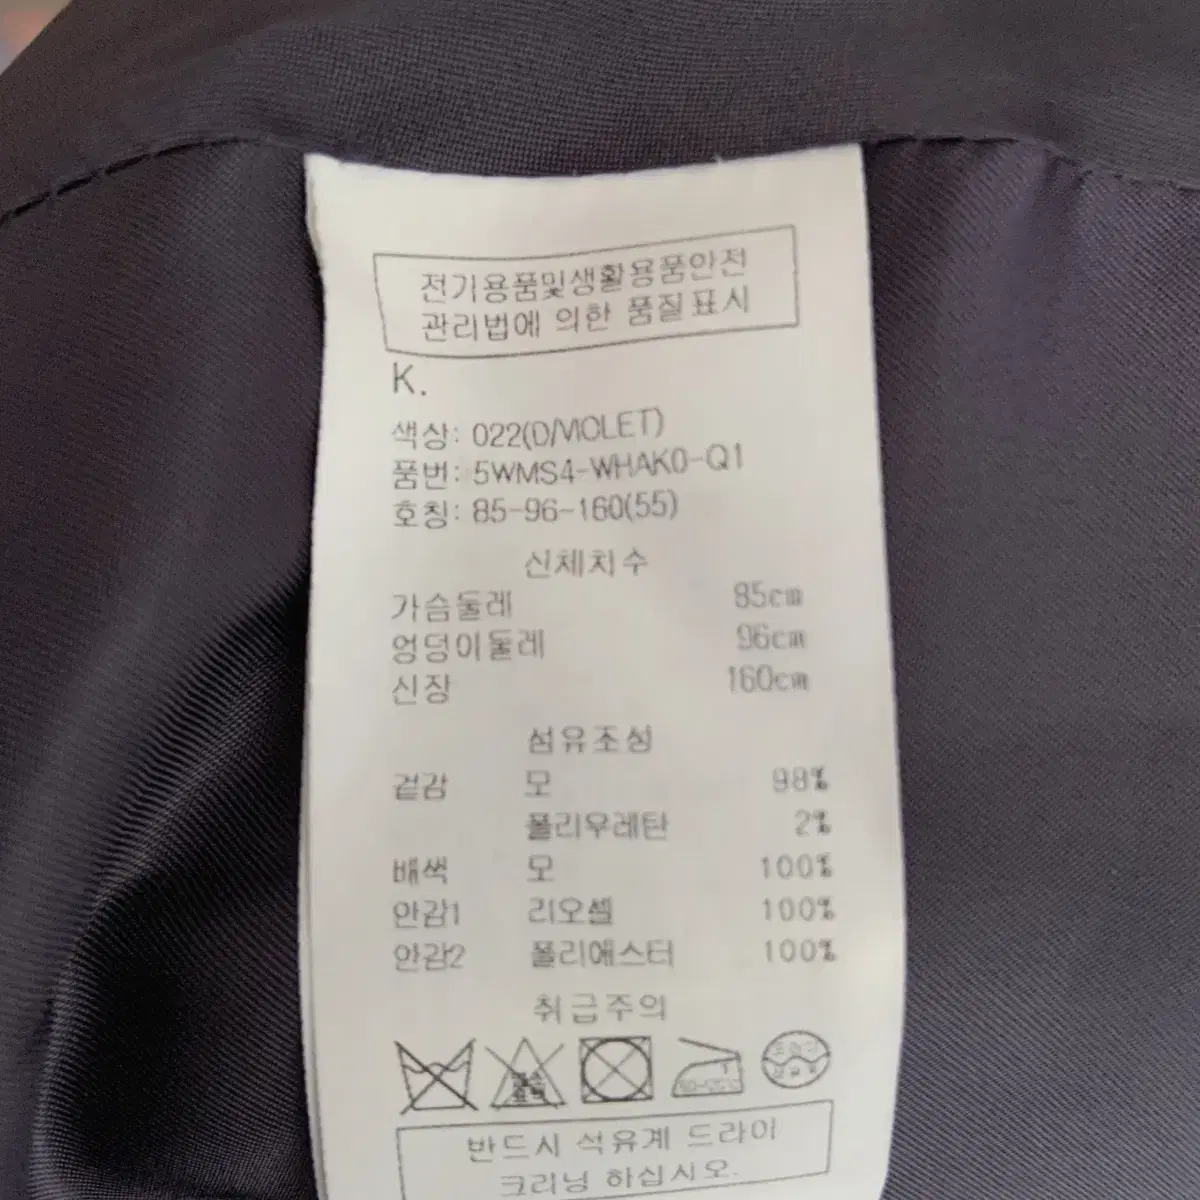 전기용품및생활용품안전
관리법에 의한 품질표시
K.
색상: 022(D/VIOLET)
품번: 5WMS4-WHAK0-Q1
호칭: 85-96-160(55)
신체치수
가슴둘레 85cm
엉덩이둘레 96cm
신장 160cm
섬유조성
겉감 모 98%
폴리우레탄 2%
배색 모 100%
안감1 리오셀 100%
안감2 폴리에스터 100%
취급주의
드라이
반드시 석유계 드라이
크리닝 하십시오.